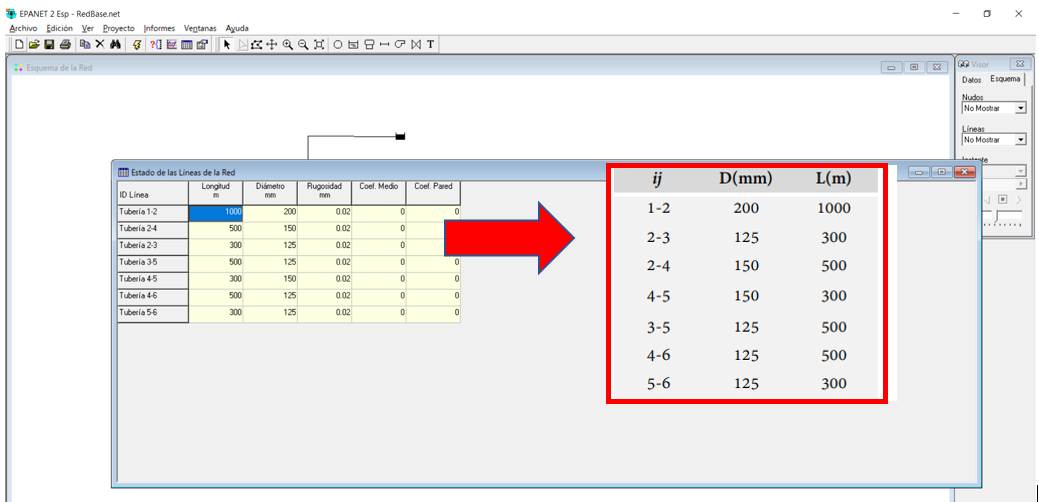 EPANET 2 Esp - RedBase.net
Archivo Edición Ver Proyecto Informes Ventanas Ayuda
Esquema de la Red
Visor
Datos Esquema
Nudos
No Mostrar
Líneas
No Mostrar
Estado de las Líneas de la Red
ID Línea Longitud m Diámetro mm Rugosidad mm Coef. Medio Coef. Pared
Tubería 1-2 1000 200 0.02 0 0
Tubería 2-4 500 150 0.02 0 0
Tubería 2-3 300 125 0.02 0 0
Tubería 3-5 500 125 0.02 0 0
Tubería 4-5 300 150 0.02 0 0
Tubería 4-6 500 125 0.02 0 0
Tubería 5-6 300 125 0.02 0 0
ij D(mm) L(m)
1-2 200 1000
2-3 125 300
2-4 150 500
4-5 150 300
3-5 125 500
4-6 125 500
5-6 125 300